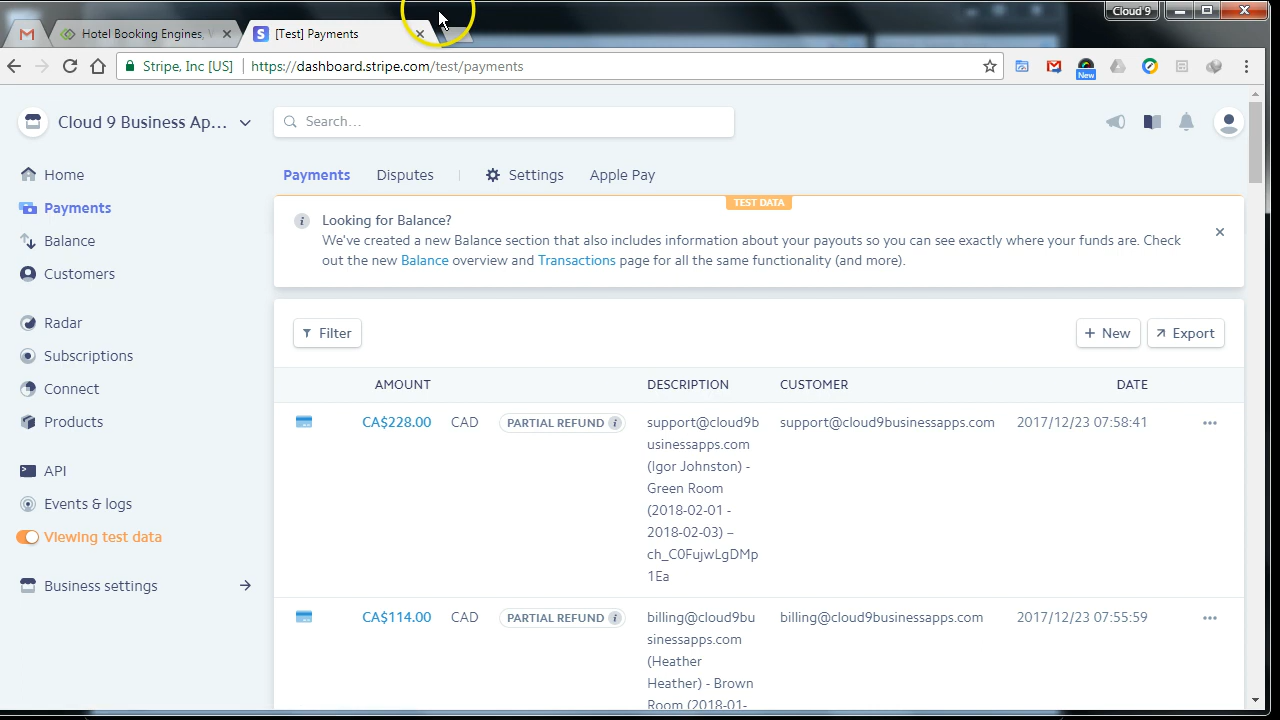 Cloud 9
Hotel Booking Engines,
[Test] Payments
Stripe, Inc [US] https://dashboard.stripe.com/test/payments
New
Cloud 9 Business Ap...
Search...
Home
Payments
Balance
Customers
Radar
Subscriptions
Connect
Products
API
Events & logs
Viewing test data
Business settings
Payments Disputes Settings Apple Pay
TEST DATA
Looking for Balance?
We've created a new Balance section that also includes information about your payouts so you can see exactly where your funds are. Check
out the new Balance overview and Transactions page for all the same functionality (and more).
Filter
+ New
Export
AMOUNT DESCRIPTION CUSTOMER DATE
CA$228.00 CAD PARTIAL REFUND support@cloud9b support@cloud9businessapps.com 2017/12/23 07:58:41
usinessapps.com
(Igor Johnston) -
Green Room
(2018-02-01 -
2018-02-03) –
ch_C0FujwLgDMp
1Ea
CA$114.00 CAD PARTIAL REFUND billing@cloud9bu billing@cloud9businessapps.com 2017/12/23 07:55:59
sinessapps.com
(Heather
Heather) - Brown
Room (2018-01-